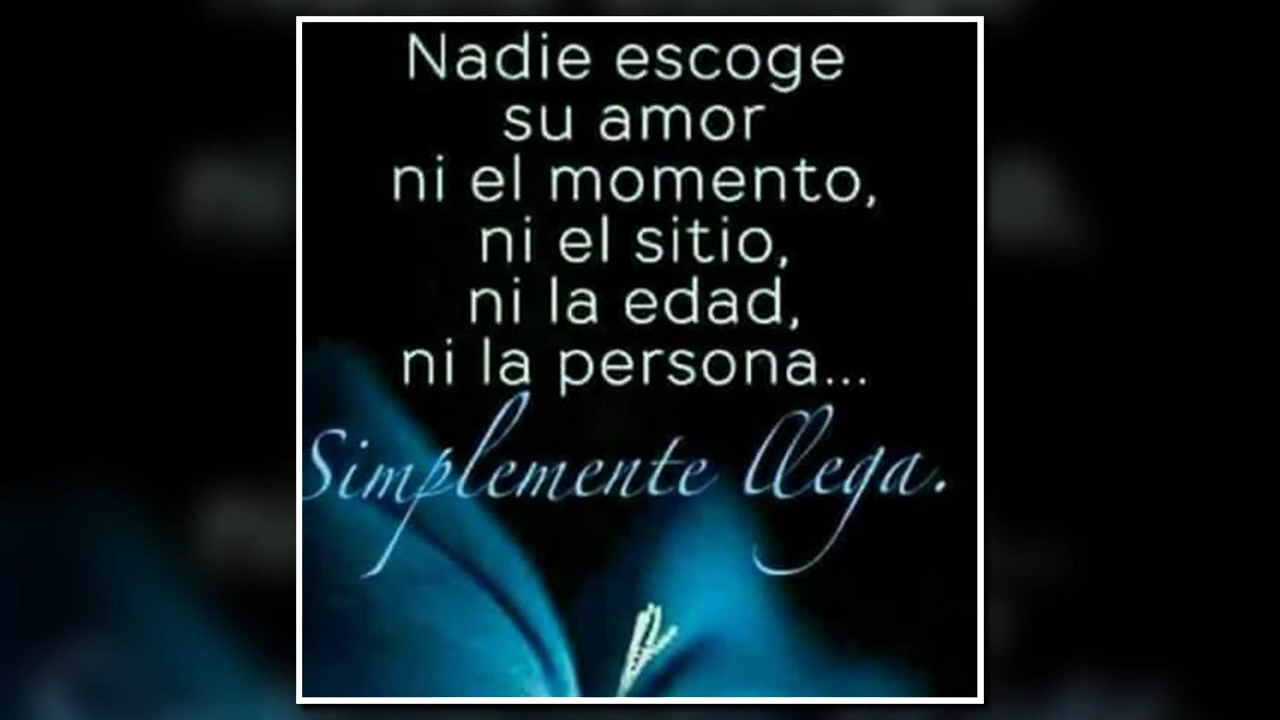 Nadie escoge
su amor
ni el momento,
ni el sitio,
ni la edad,
ni la persona...
Simplemente llega.